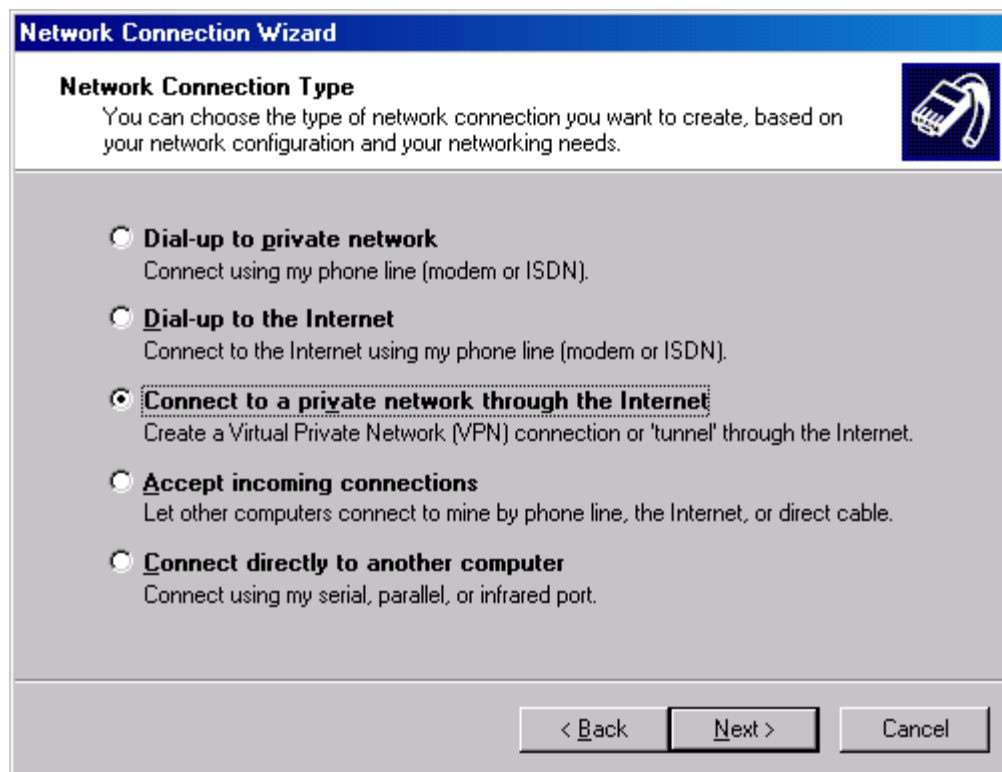 Network Connection Wizard
Network Connection Type
You can choose the type of network connection you want to create, based on
your network configuration and your networking needs.
Dial-up to private network
Connect using my phone line (modem or ISDN).
Dial-up to the Internet
Connect to the Internet using my phone line (modem or ISDN).
Connect to a private network through the Internet
Create a Virtual Private Network (VPN) connection or 'tunnel' through the Internet.
Accept incoming connections
Let other computers connect to mine by phone line, the Internet, or direct cable.
Connect directly to another computer
Connect using my serial, parallel, or infrared port.
< Back Next > Cancel